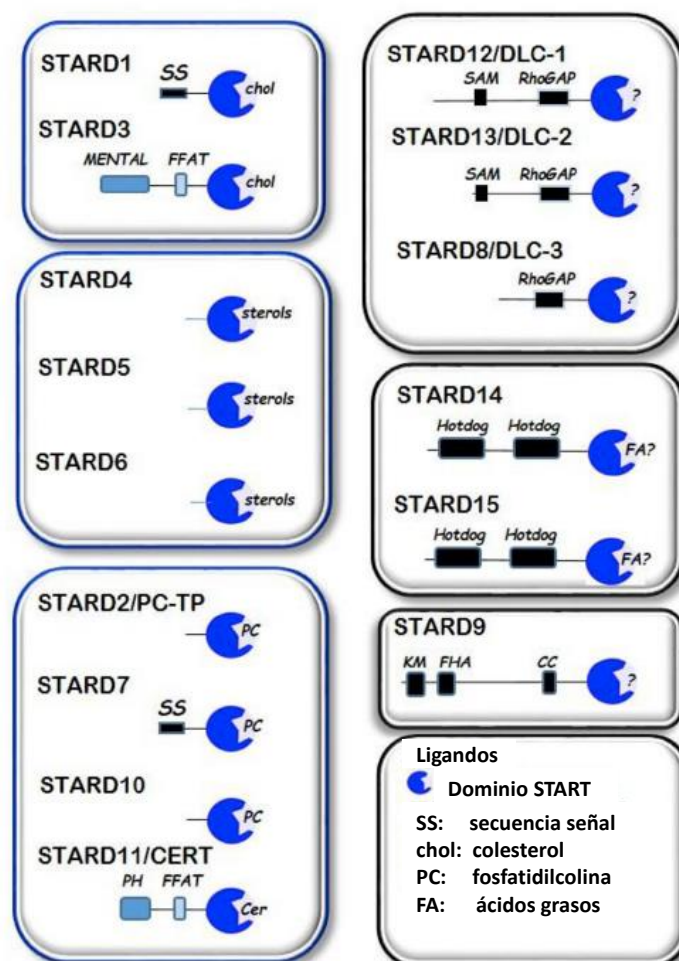 STARD1
SS
chol
STARD3
MENTAL FFAT
chol
STARD4
sterols
STARD5
sterols
STARD6
sterols
STARD2/PC-TP
PC
STARD7
SS
PC
STARD10
PC
STARD11/CERT
PH FFAT
Cer
STARD12/DLC-1
SAM RhoGAP
?
STARD13/DLC-2
SAM RhoGAP
?
STARD8/DLC-3
RhoGAP
?
STARD14
Hotdog Hotdog
FA?
STARD15
Hotdog Hotdog
FA?
STARD9
KM FHA CC
?
Ligandos
Dominio START
SS: secuencia señal
chol: colesterol
PC: fosfatidilcolina
FA: ácidos grasos